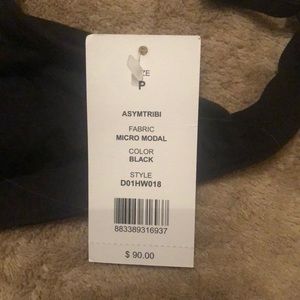 P
ASYMTRIBI
FABRIC
MICRO MODAL
COLOR
BLACK
STYLE
D01HW018
883389316937
$ 90.00